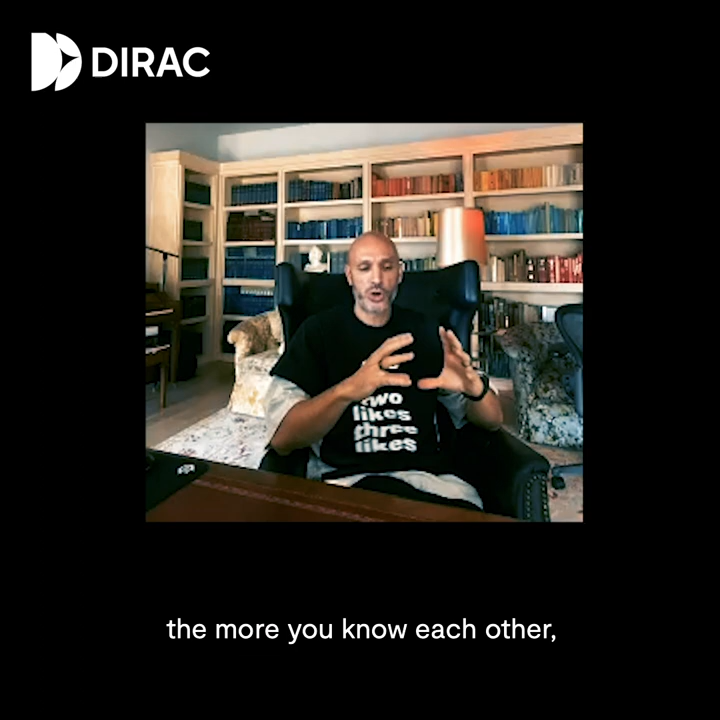 DIRAC
two
likes
three
likes
the more you know each other,